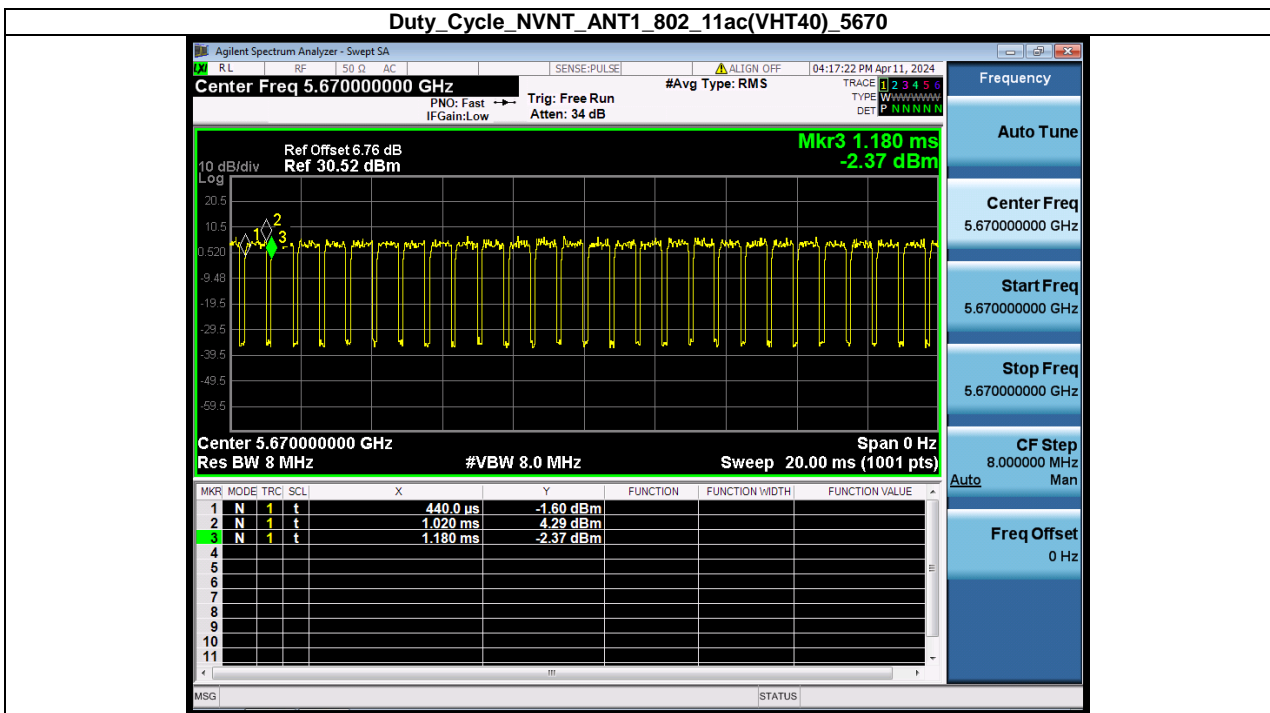 Duty_Cycle_NVNT_ANT1_802_11ac(VHT40)_5670
Agilent Spectrum Analyzer - Swept SA
LXI RL RF 50 Ω AC SENSE:PULSE ALIGN OFF 04:17:22 PM Apr 11, 2024
Center Freq 5.670000000 GHz
PNO: Fast
IFGain:Low
Trig: Free Run
Atten: 34 dB
#Avg Type: RMS
TRACE 1 2 3 4 5 6
TYPE WWWWWW
DET P N N N N N
Mkr3 1.180 ms
-2.37 dBm
Ref Offset 6.76 dB
10 dB/div Ref 30.52 dBm
Log
20.5
10.5
0.520
-9.48
-19.5
-29.5
-39.5
-49.5
-59.5
1
2
3
Center 5.670000000 GHz Span 0 Hz
Res BW 8 MHz #VBW 8.0 MHz Sweep 20.00 ms (1001 pts)
MKR MODE TRC SCL X Y FUNCTION FUNCTION WIDTH FUNCTION VALUE
1 N 1 t 440.0 µs -1.60 dBm
2 N 1 t 1.020 ms 4.29 dBm
3 N 1 t 1.180 ms -2.37 dBm
4
5
6
7
8
9
10
11
MSG STATUS
Frequency
Auto Tune
Center Freq
5.670000000 GHz
Start Freq
5.670000000 GHz
Stop Freq
5.670000000 GHz
CF Step
8.000000 MHz
Auto Man
Freq Offset
0 Hz